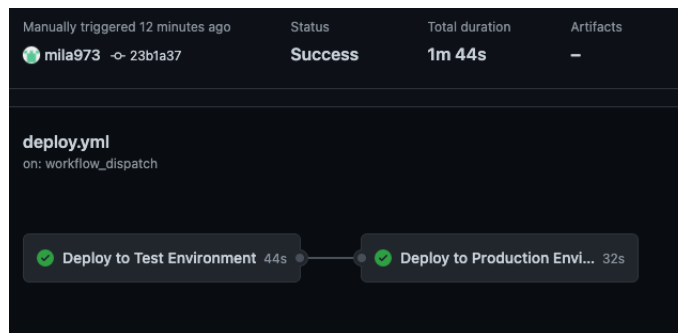 Manually triggered 12 minutes ago
Status
Total duration
Artifacts
mila973 23b1a37
Success
1m 44s
–
deploy.yml
on: workflow_dispatch
Deploy to Test Environment 44s
Deploy to Production Envi... 32s